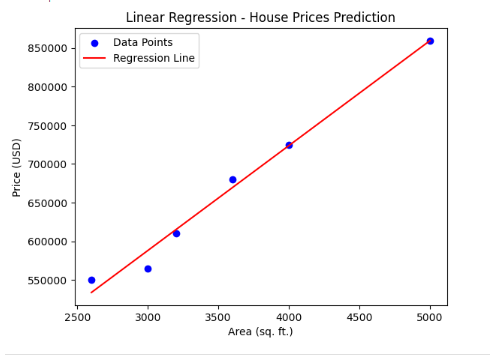 Linear Regression - House Prices Prediction
Data Points
Regression Line
850000
800000
750000
700000
650000
600000
550000
Price (USD)
2500 3000 3500 4000 4500 5000
Area (sq. ft.)